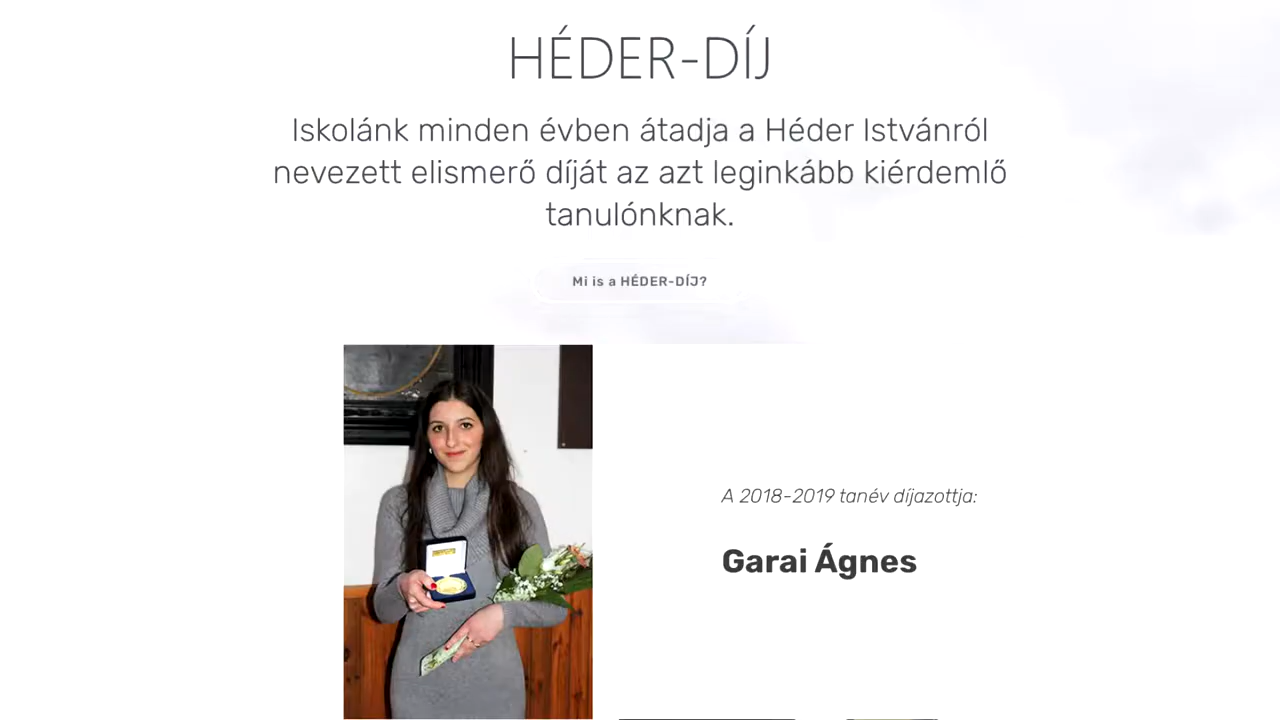 HÉDER-DÍJ
Iskolánk minden évben átadja a Héder Istvánról
nevezett elismerő díját az azt leginkább kiérdemlő
tanulónknak.
Mi is a HÉDER-DÍJ?
A 2018-2019 tanév díjazottja:
Garai Ágnes